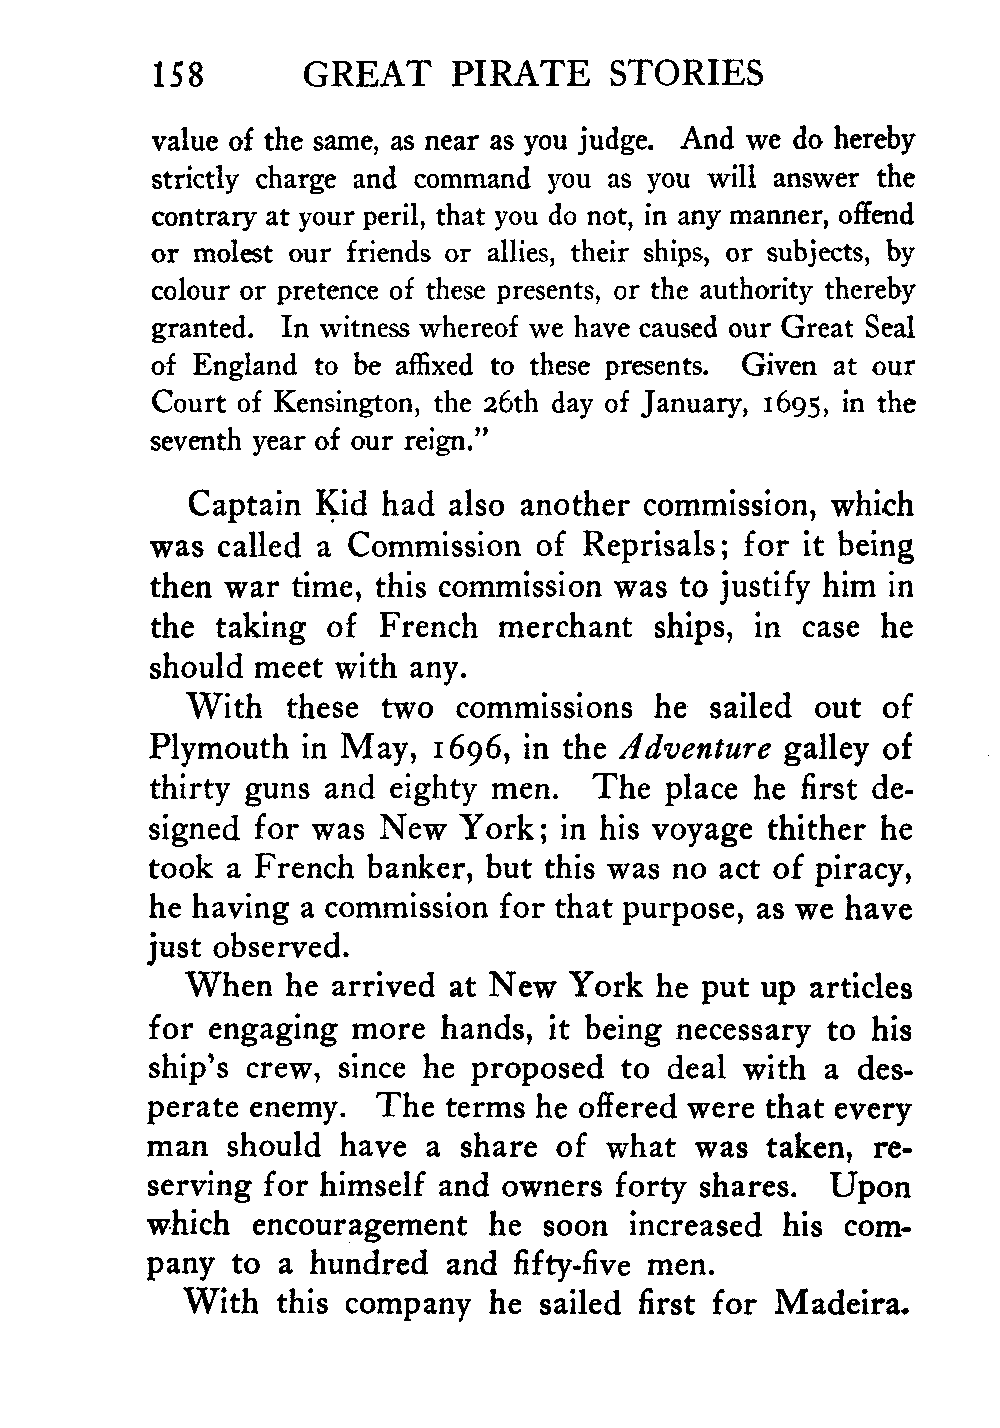 158 GREAT PIRATE STORIES
value of the same, as near as you judge. And we do hereby
strictly charge and command you as you will answer the
contrary at your peril, that you do not, in any manner, offend
or molest our friends or allies, their ships, or subjects, by
colour or pretence of these presents, or the authority thereby
granted. In witness whereof we have caused our Great Seal
of England to be affixed to these presents. Given at our
Court of Kensington, the 26th day of January, 1695, in the
seventh year of our reign.”
Captain Kid had also another commission, which
was called a Commission of Reprisals; for it being
then war time, this commission was to justify him in
the taking of French merchant ships, in case he
should meet with any.
With these two commissions he sailed out of
Plymouth in May, 1696, in the Adventure galley of
thirty guns and eighty men. The place he first de-
signed for was New York; in his voyage thither he
took a French banker, but this was no act of piracy,
he having a commission for that purpose, as we have
just observed.
When he arrived at New York he put up articles
for engaging more hands, it being necessary to his
ship's crew, since he proposed to deal with a des-
perate enemy. The terms he offered were that every
man should have a share of what was taken, re-
serving for himself and owners forty shares. Upon
which encouragement he soon increased his com-
pany to a hundred and fifty-five men.
With this company he sailed first for Madeira.